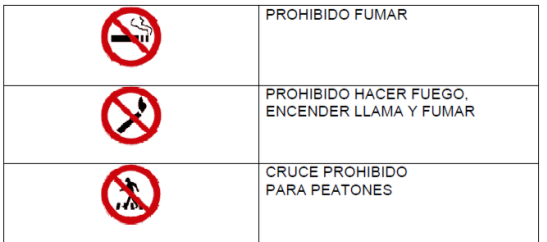 PROHIBIDO FUMAR
PROHIBIDO HACER FUEGO,
ENCENDER LLAMA Y FUMAR
CRUCE PROHIBIDO
PARA PEATONES